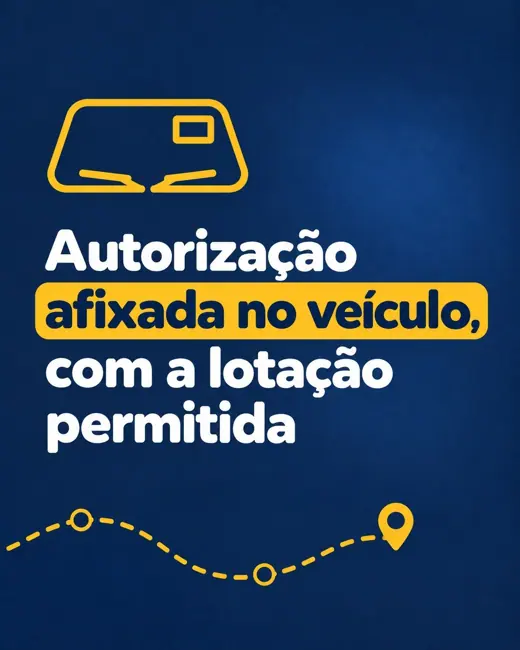 Autorização
afixada no veículo,
com a lotação
permitida